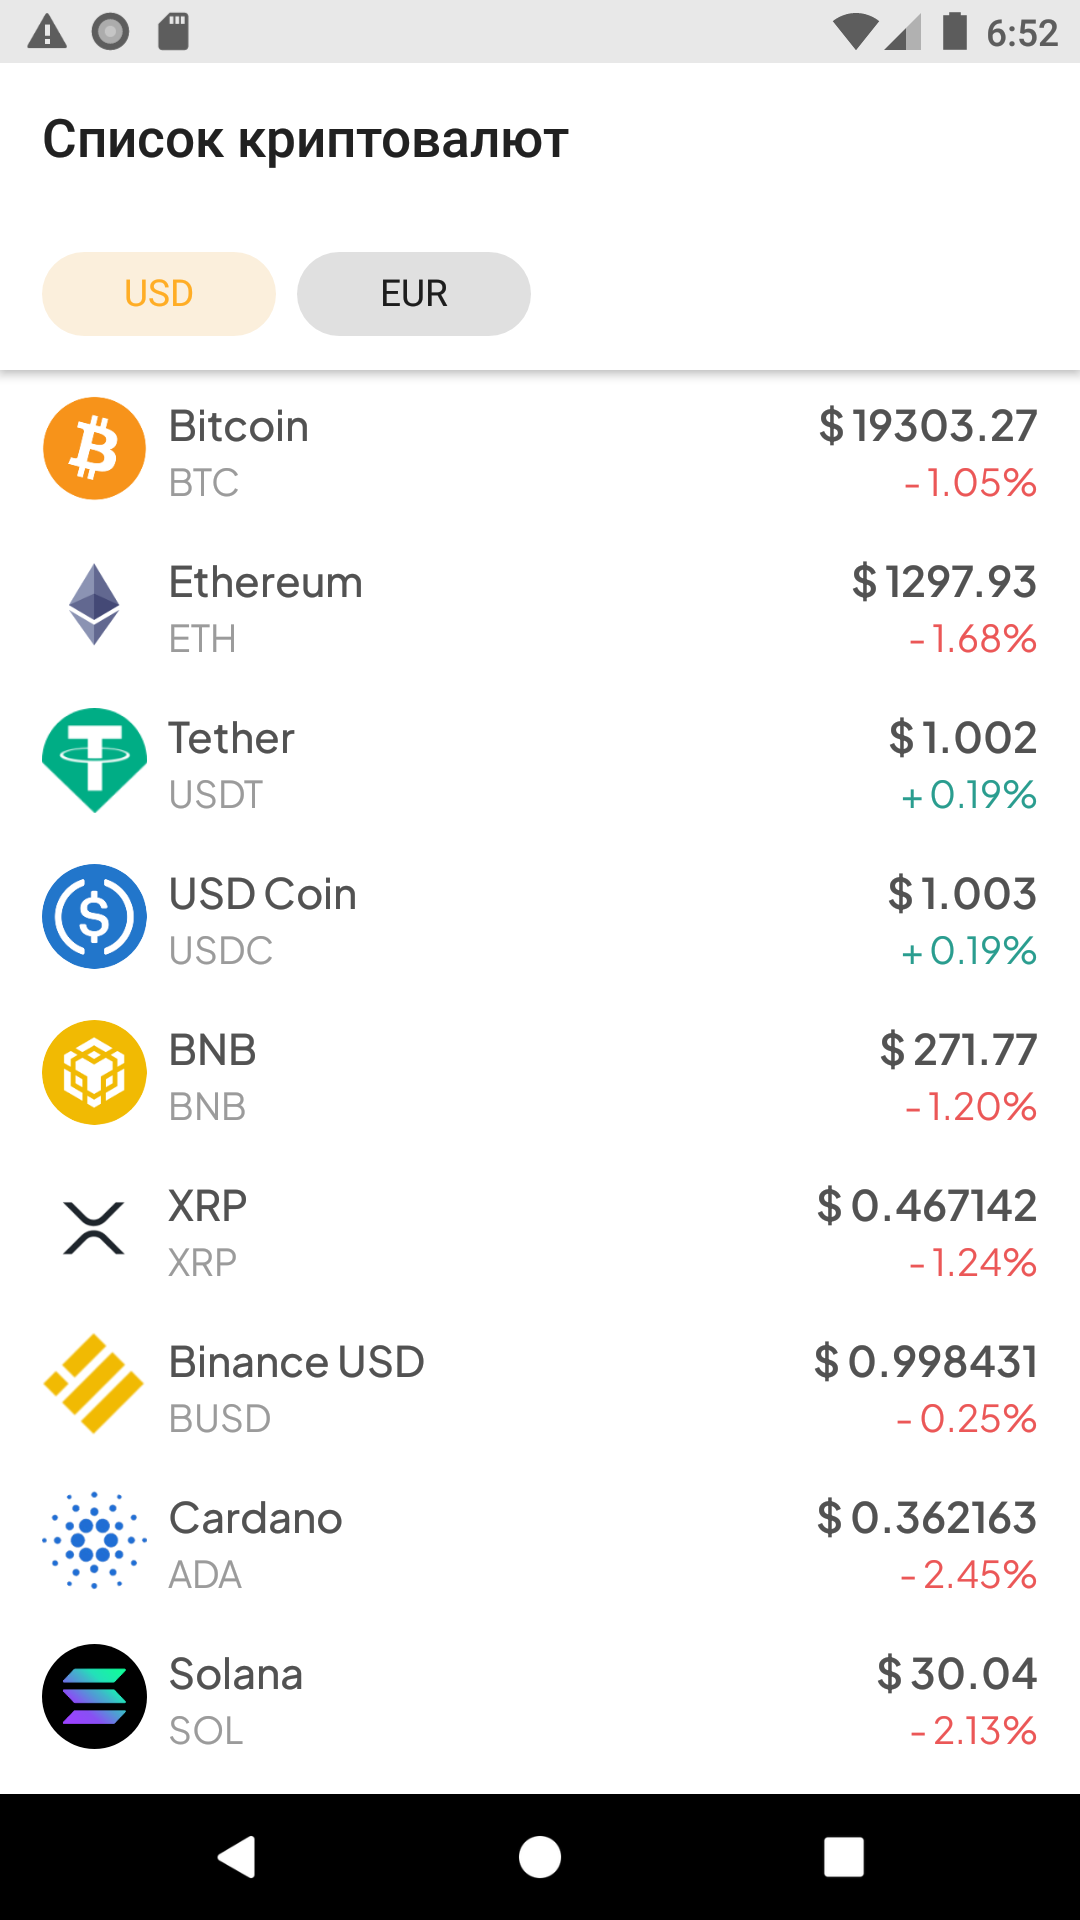 6:52
Список криптовалют
USD EUR
Bitcoin $ 19303.27
BTC - 1.05%
Ethereum $ 1297.93
ETH - 1.68%
Tether $ 1.002
USDT + 0.19%
USD Coin $ 1.003
USDC + 0.19%
BNB $ 271.77
BNB - 1.20%
XRP $ 0.467142
XRP - 1.24%
Binance USD $ 0.998431
BUSD - 0.25%
Cardano $ 0.362163
ADA - 2.45%
Solana $ 30.04
SOL - 2.13%